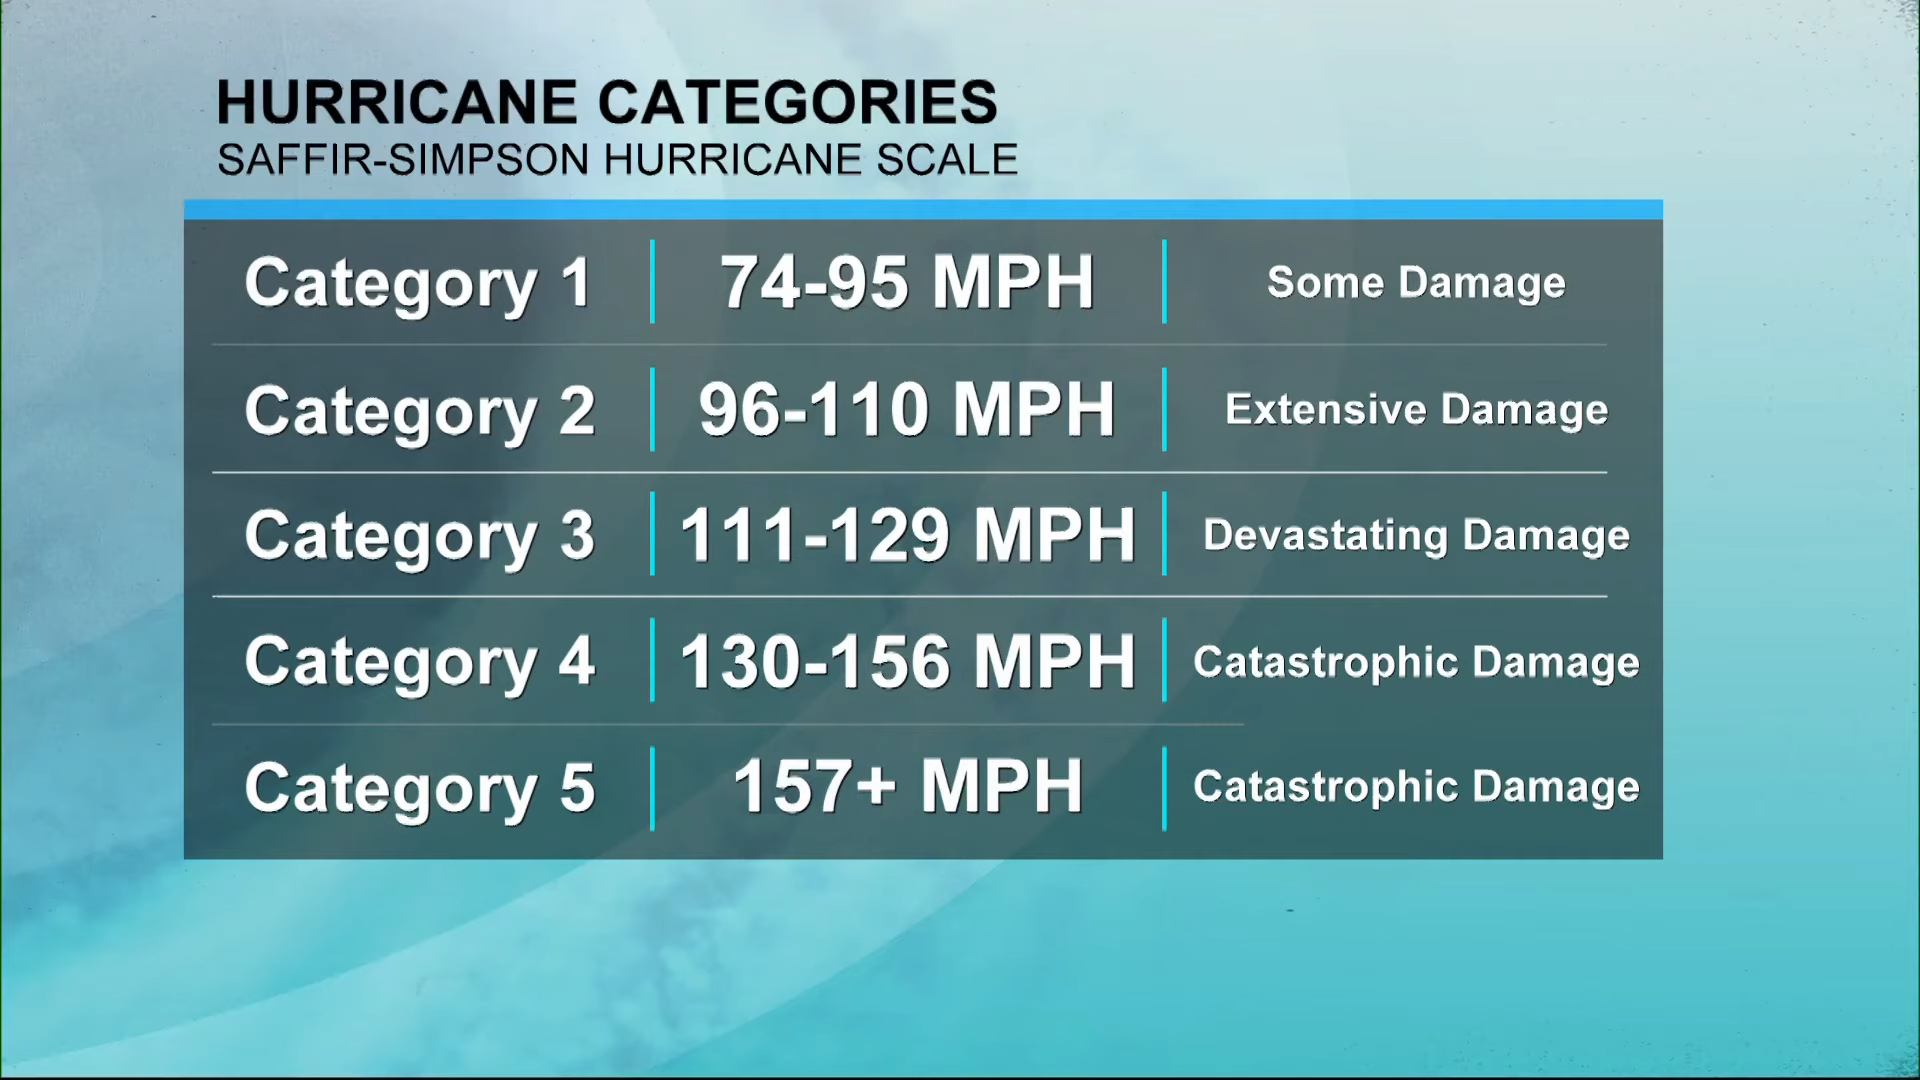 HURRICANE CATEGORIES
SAFFIR-SIMPSON HURRICANE SCALE
Category 1 74-95 MPH Some Damage
Category 2 96-110 MPH Extensive Damage
Category 3 111-129 MPH Devastating Damage
Category 4 130-156 MPH Catastrophic Damage
Category 5 157+ MPH Catastrophic Damage